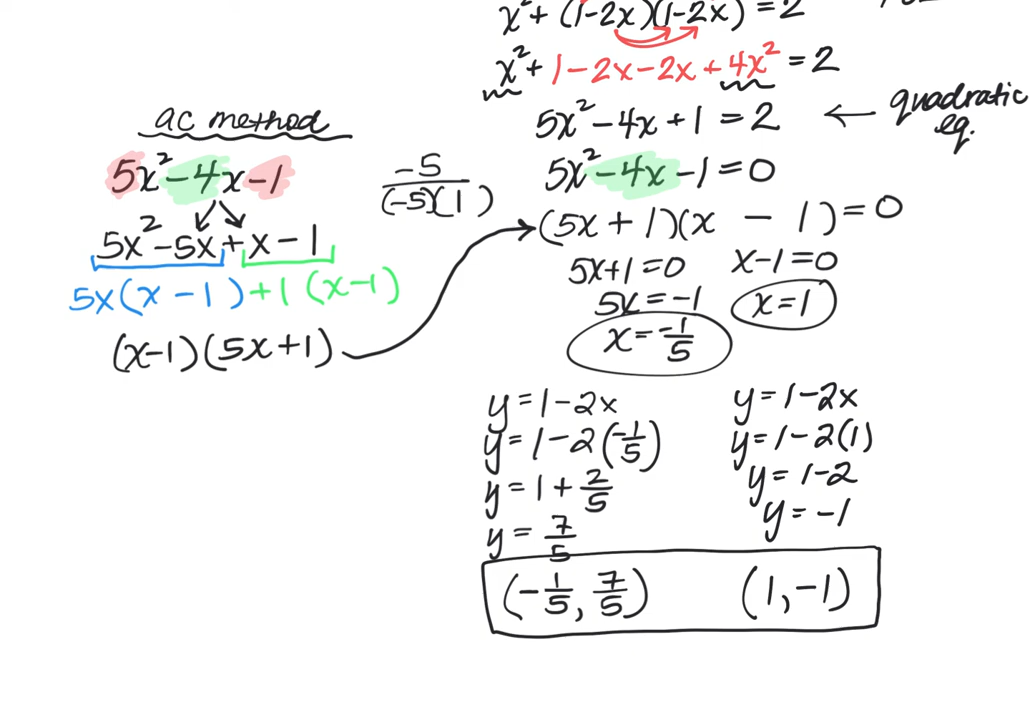 x² + (1-2x)(1-2x) = 2
x² + 1 - 2x - 2x + 4x² = 2
5x² - 4x + 1 = 2 ← quadratic eq.
5x² - 4x - 1 = 0
(5x + 1)(x - 1) = 0
5x+1 = 0 x-1 = 0
5x = -1 x = 1
x = -1/5
ac method
5x² - 4x - 1
-5
(-5)(1)
5x² - 5x + x - 1
5x(x - 1) + 1(x-1)
(x-1)(5x+1)
y = 1-2x y = 1-2x
y = 1-2(-1/5) y = 1-2(1)
y = 1 + 2/5 y = 1-2
y = 7/5 y = -1
(-1/5, 7/5) (1, -1)